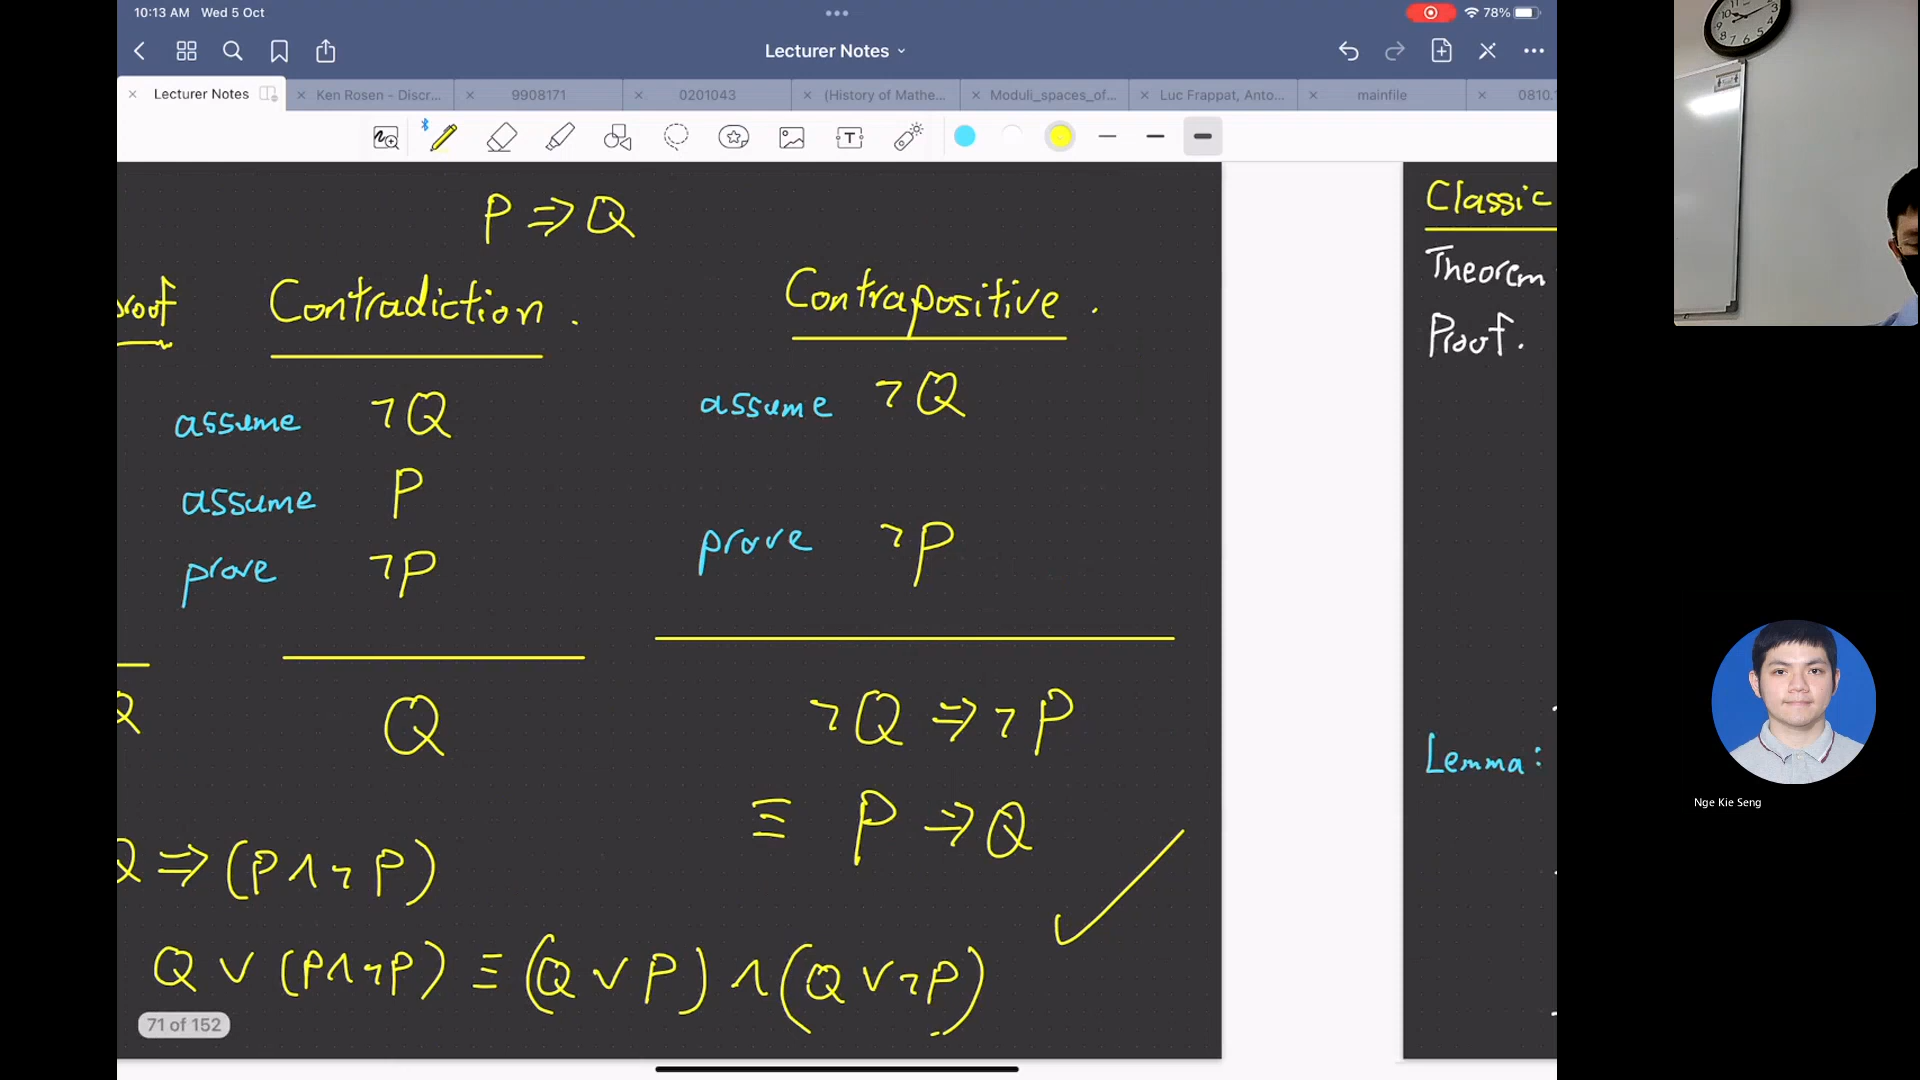 10:13 AM Wed 5 Oct
78%
Lecturer Notes
Lecturer Notes
Ken Rosen - Discr...
9908171
0201043
(History of Mathe...
Moduli_spaces_of...
Luc Frappat, Anto...
mainfile
0810.
P ⇒ Q
roof
Contradiction.
assume ¬Q
assume P
prove ¬P
Q
Q
Q ⇒ (P ∧ ¬P)
Q ∨ (P ∧ ¬P) ≡ (Q ∨ P) ∧ (Q ∨ ¬P)
Contrapositive.
assume ¬Q
prove ¬P
¬Q ⇒ ¬P
≡ P ⇒ Q
71 of 152
Classic
Theorem
Proof.
Lemma:
Nge Kie Seng